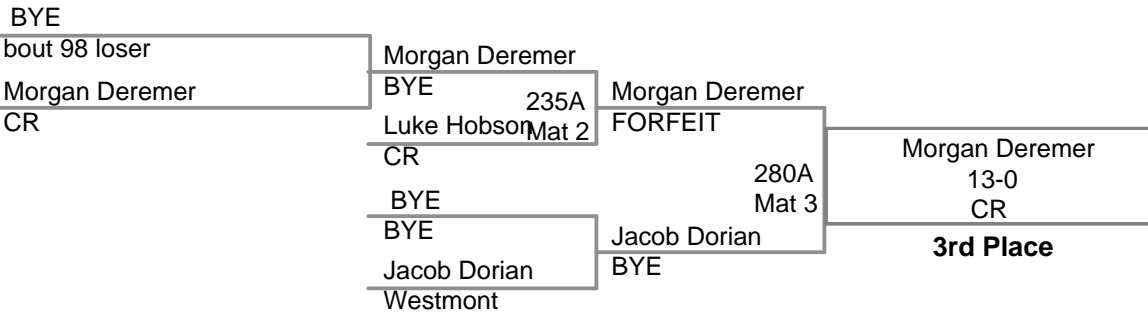 BYE
bout 98 loser
Morgan Deremer
CR
Morgan Deremer
BYE
235A
Mat 2
Luke Hobson
CR
BYE
BYE
Jacob Dorian
Westmont
Morgan Deremer
FORFEIT
280A
Mat 3
Jacob Dorian
BYE
Morgan Deremer
13-0
CR
3rd Place